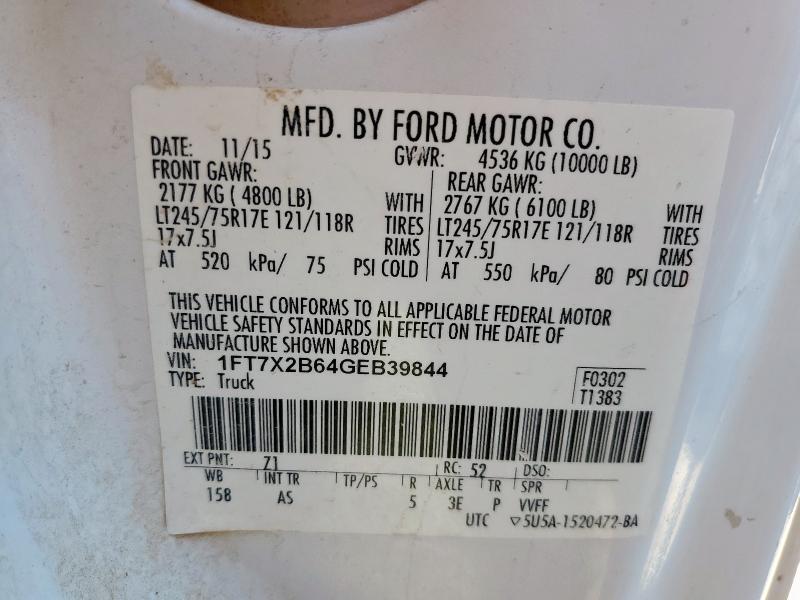 MFD. BY FORD MOTOR CO.
DATE: 11/15 GVWR: 4536 KG (10000 LB)
FRONT GAWR: REAR GAWR:
2177 KG ( 4800 LB) WITH 2767 KG ( 6100 LB) WITH
LT245/75R17E 121/118R TIRES LT245/75R17E 121/118R TIRES
17x7.5J RIMS 17x7.5J RIMS
AT 520 kPa/ 75 PSI COLD AT 550 kPa/ 80 PSI COLD
THIS VEHICLE CONFORMS TO ALL APPLICABLE FEDERAL MOTOR
VEHICLE SAFETY STANDARDS IN EFFECT ON THE DATE OF
MANUFACTURE SHOWN ABOVE.
VIN: 1FT7X2B64GEB39844
TYPE: Truck
F0302
T1383
EXT PNT: 71 RC: 52 DSO:
WB INT TR TP/PS R AXLE TR SPR
158 AS 5 3E P VVFF
UTC ▽5U5A-1520472-BA